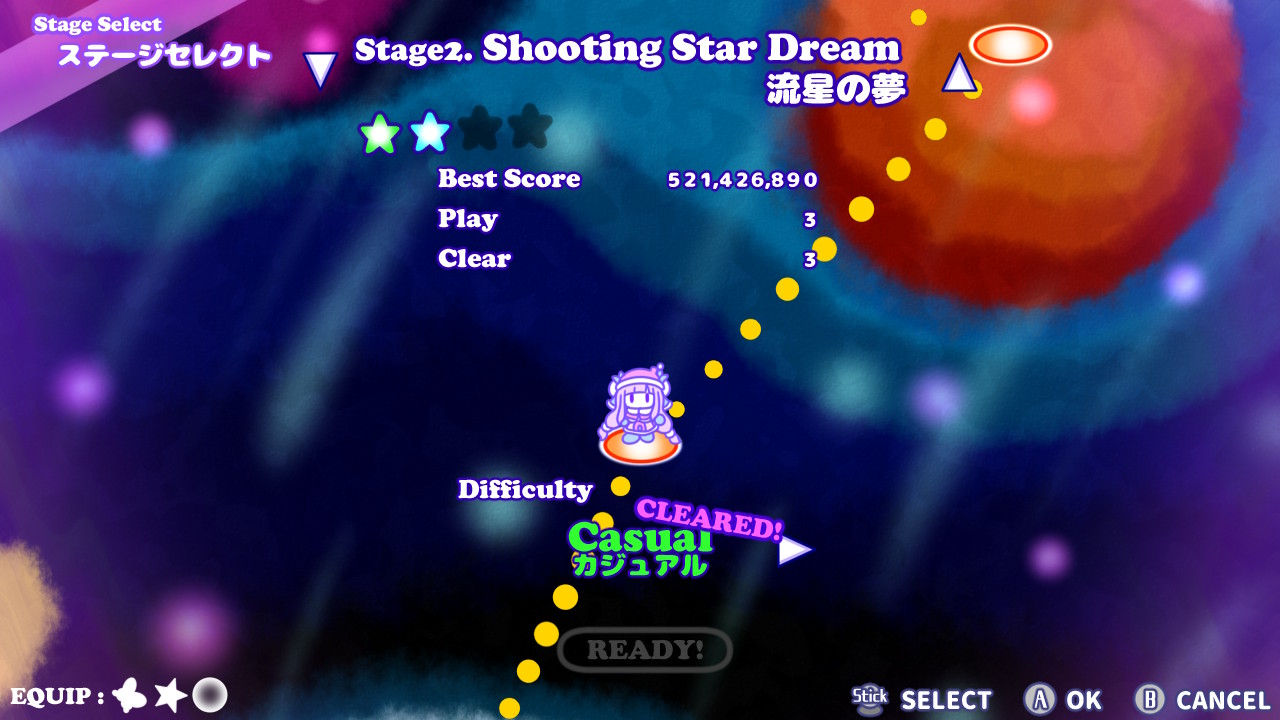 Stage Select
ステージセレクト
Stage2. Shooting Star Dream
流星の夢
Best Score 521,426,890
Play 3
Clear 3
Difficulty
CLEARED!
Casual
カジュアル
READY!
EQUIP :
Stick SELECT A OK B CANCEL